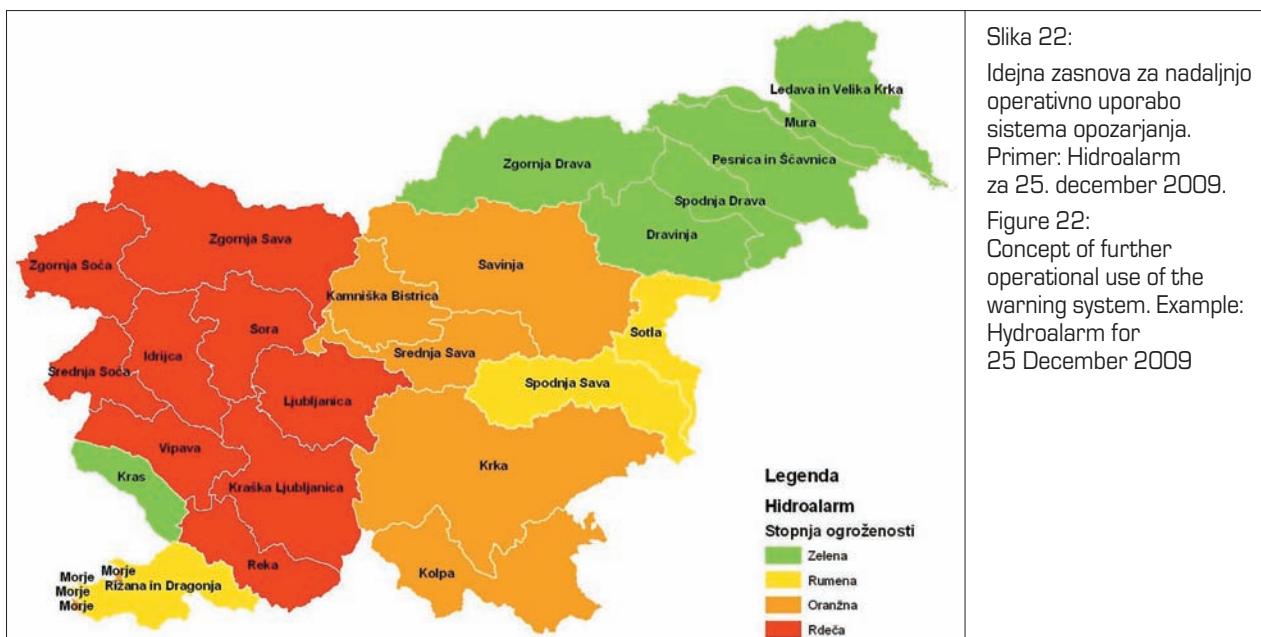 Ledava in Velika Krka
Mura
Zgornja Drava
Pesnica in Ščavnica
Spodnja Drava
Dravinja
Zgornja Sava
Zgornja Soča
Savinja
Kamniška Bistrica
Sora
Sotla
Idrijca
Srednja Sava
Srednja Soča
Spodnja Sava
Ljubljanica
Vipava
Krka
Kras
Kraška Ljubljanica
Reka
Kolpa
Morje
Morje
Rižana in Dragonja
Morje
Morje
Legenda
Hidroalarm
Stopnja ogroženosti
Zelena
Rumena
Oranžna
Rdeča
Slika 22:
Idejna zasnova za nadaljnjo
operativno uporabo
sistema opozarjanja.
Primer: Hidroalarm
za 25. december 2009.
Figure 22:
Concept of further
operational use of the
warning system. Example:
Hydroalarm for
25 December 2009